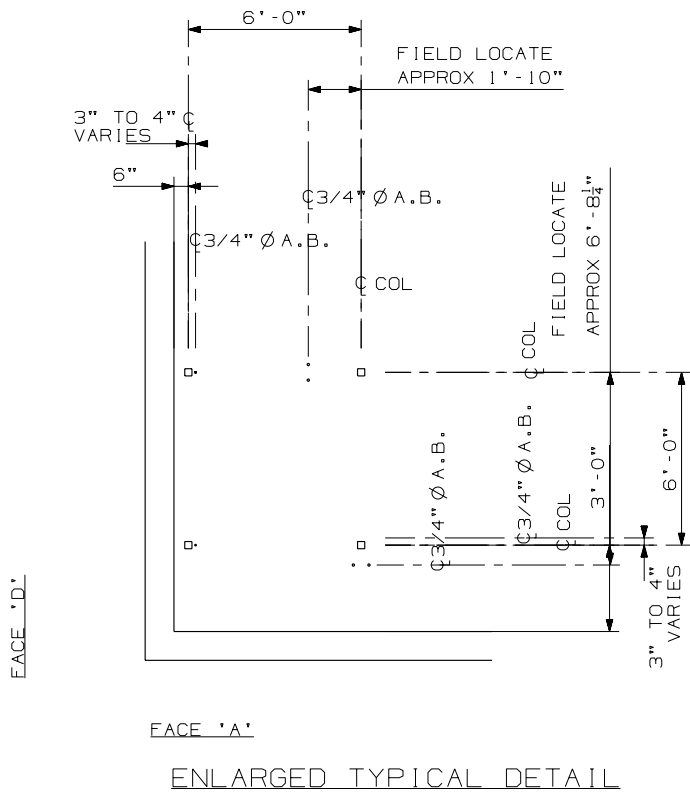 6'-0"
FIELD LOCATE
APPROX 1'-10"
3" TO 4" ℄
VARIES
6"
℄ 3/4" Ø A.B.
℄ 3/4" Ø A.B.
℄ COL
FIELD LOCATE
APPROX 6'-8¼"
℄ COL
℄ 3/4" Ø A.B.
℄ 3/4" Ø A.B.
℄ COL
3'-0"
6'-0"
3" TO 4"
VARIES
FACE 'D'
FACE 'A'
ENLARGED TYPICAL DETAIL